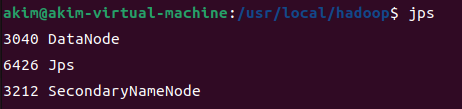 akim@akim-virtual-machine:/usr/local/hadoop$ jps
3040 DataNode
6426 Jps
3212 SecondaryNameNode